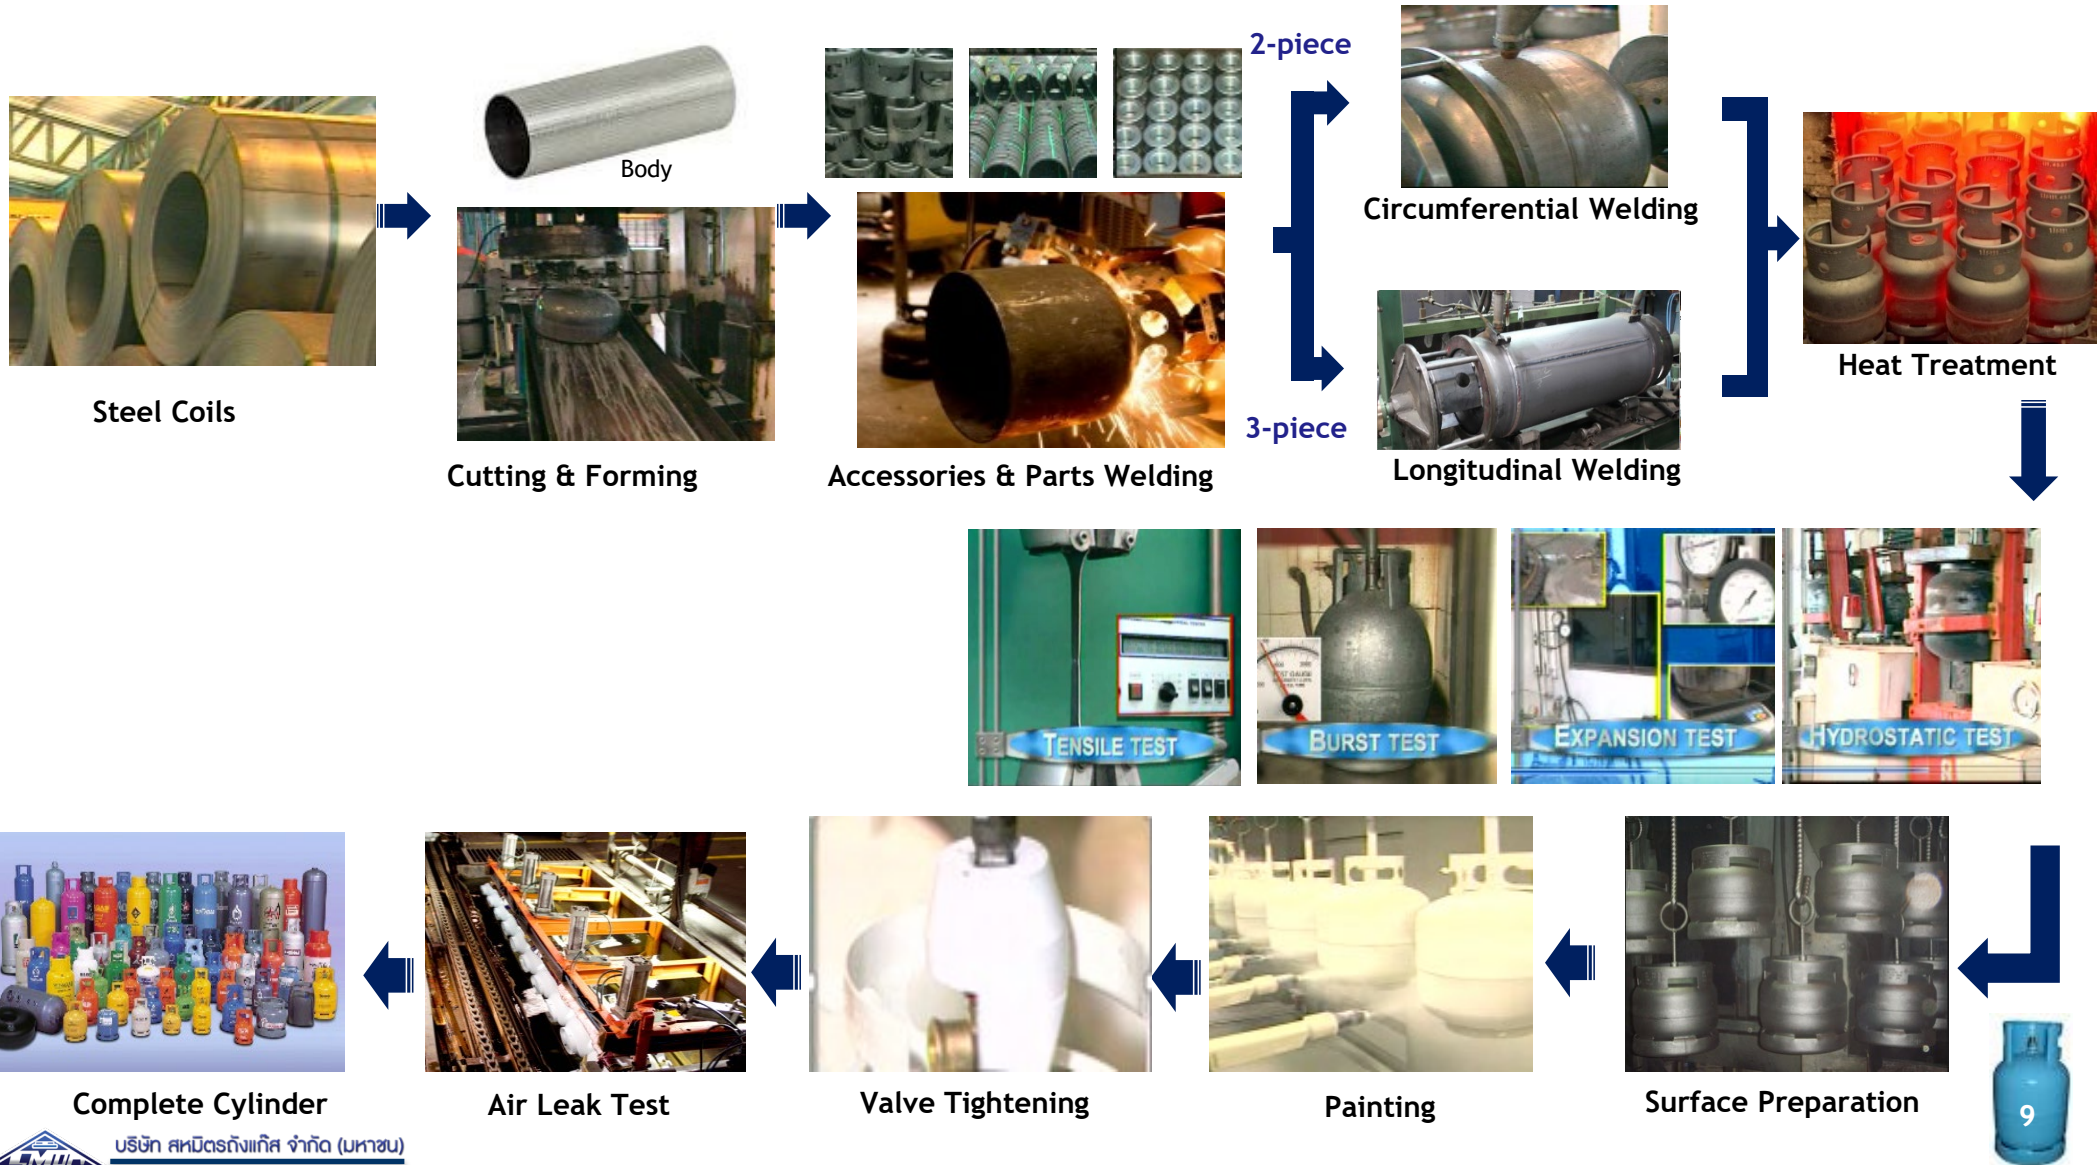 2-piece
Body
Circumferential Welding
Steel Coils
Cutting & Forming
Accessories & Parts Welding
3-piece
Longitudinal Welding
Heat Treatment
TENSILE TEST
BURST TEST
EXPANSION TEST
HYDROSTATIC TEST
Complete Cylinder
Air Leak Test
Valve Tightening
Painting
Surface Preparation
9
บริษัท สหมิตรถังแก๊ส จำกัด (มหาชน)